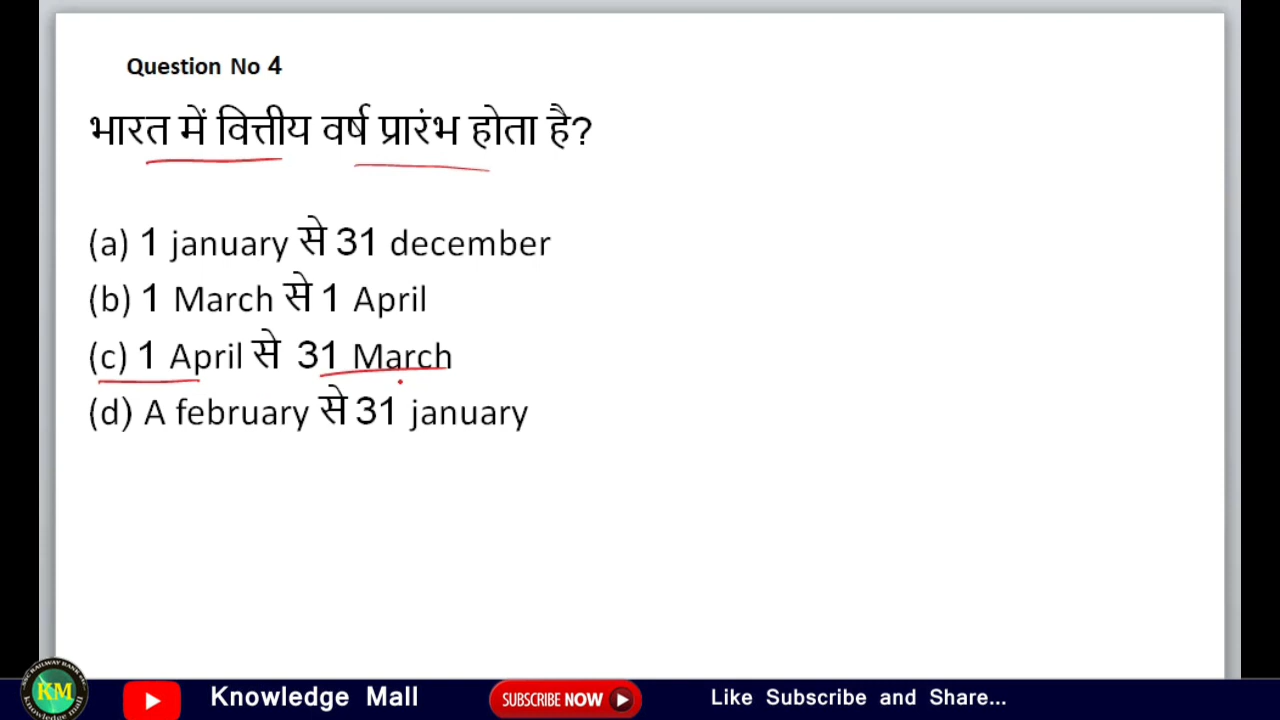 Question No 4
भारत में वित्तीय वर्ष प्रारंभ होता है?
(a) 1 january से 31 december
(b) 1 March से 1 April
(c) 1 April से 31 March
(d) A february से 31 january
KM
Knowledge Mall
SUBSCRIBE NOW
Like Subscribe and Share...